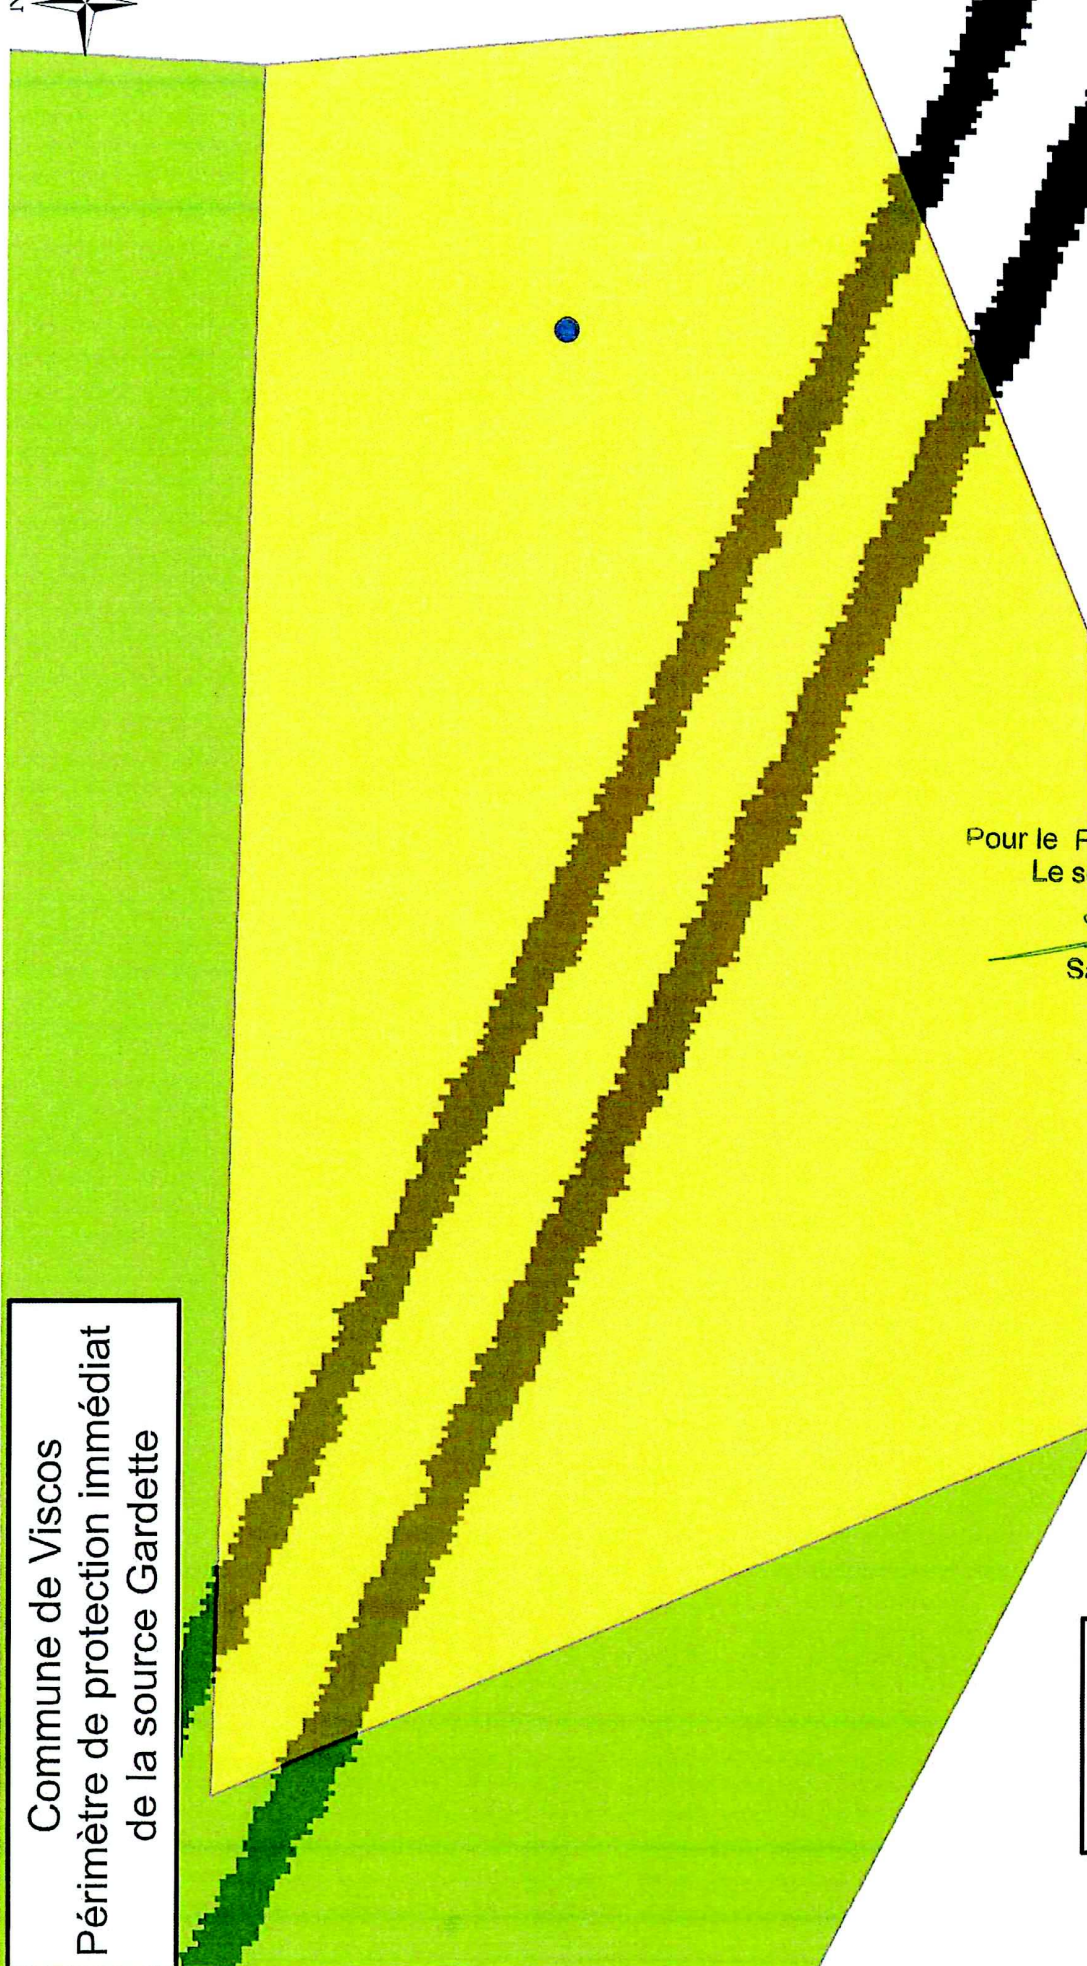 Commune de Viscos
Périmètre de protection immédiat
de la source Gardette
Pour le
Le